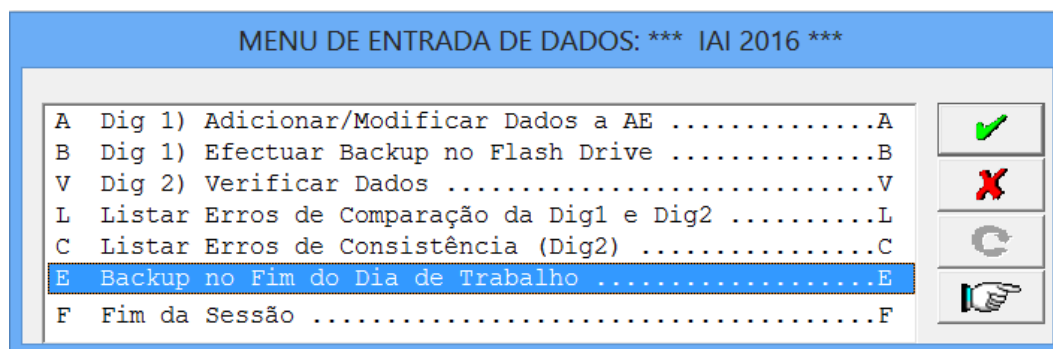 MENU DE ENTRADA DE DADOS: *** IAI 2016 ***
A Dig 1) Adicionar/Modificar Dados a AE ..............A
B Dig 1) Efectuar Backup no Flash Drive ..............B
V Dig 2) Verificar Dados .............................V
L Listar Erros de Comparação da Dig1 e Dig2 ..........L
C Listar Erros de Consistência (Dig2) ................C
E Backup no Fim do Dia de Trabalho ...................E
F Fim da Sessão ......................................F